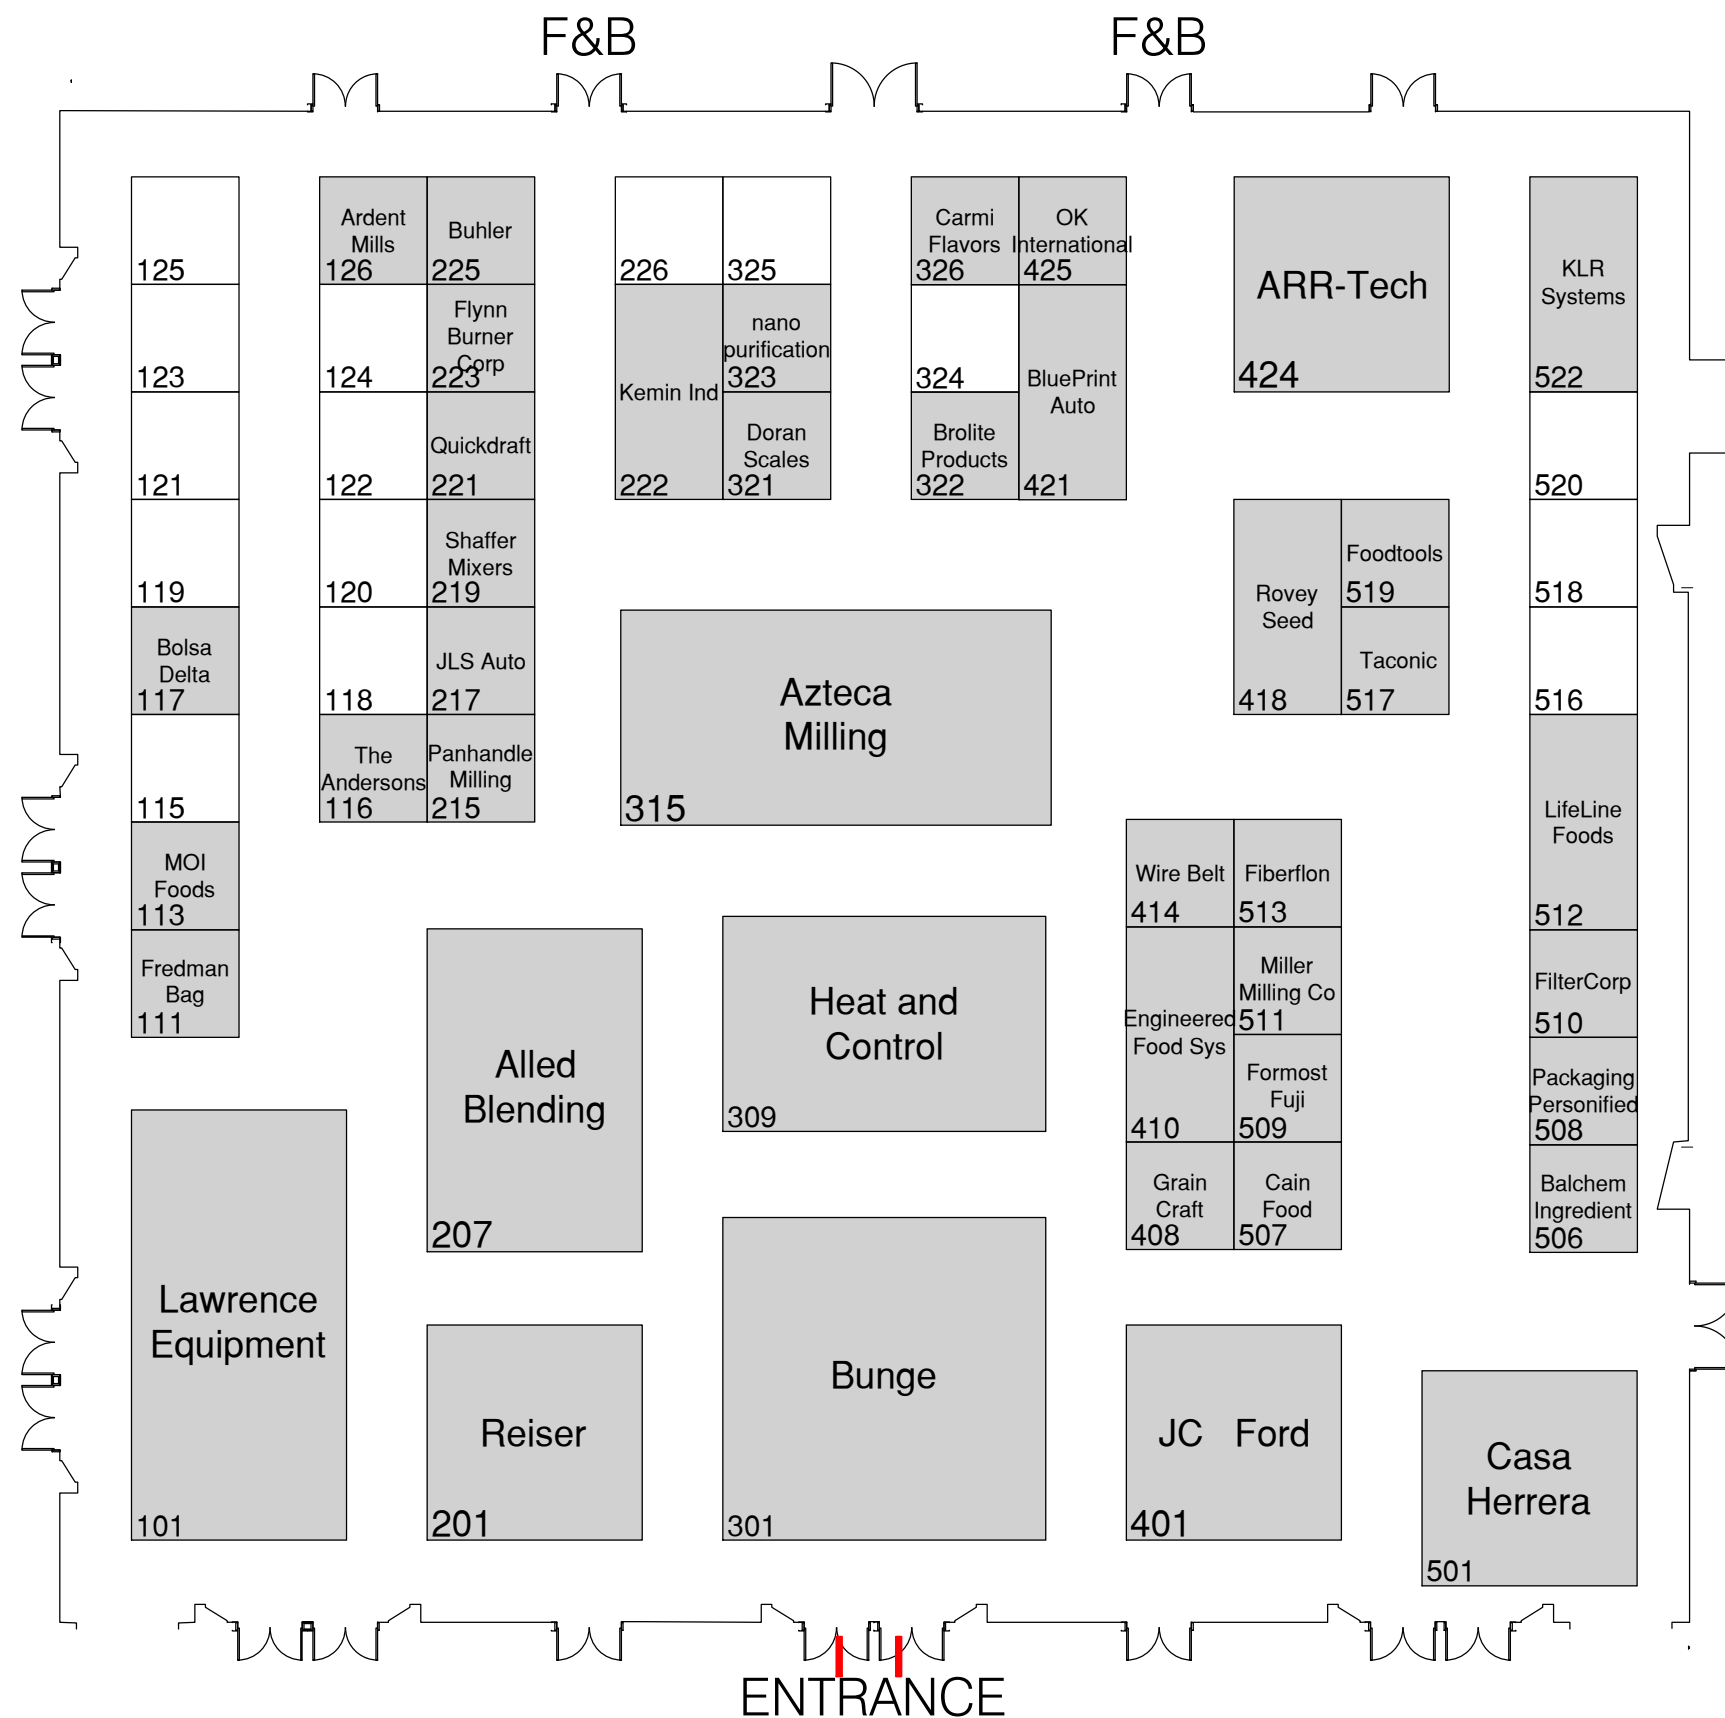 F&B
F&B
125
123
121
119
Bolsa
Delta
117
115
MOI
Foods
113
Fredman
Bag
111
Lawrence
Equipment
101
Ardent
Mills
126
124
122
120
118
The
Andersons
116
Buhler
225
Flynn
Burner
Corp
223
Quickdraft
221
Shaffer
Mixers
219
JLS Auto
217
Panhandle
Milling
215
Alled
Blending
207
Reiser
201
226
325
Kemin Ind
222
nano
purification
323
Doran
Scales
321
Azteca
Milling
315
Heat and
Control
309
Bunge
301
Carmi
Flavors
326
OK
International
425
324
BluePrint
Auto
421
Brolite
Products
322
ARR-Tech
424
Rovey
Seed
418
Foodtools
519
Taconic
517
Wire Belt
414
Fiberflon
513
Engineered
Food Sys
410
Miller
Milling Co
511
Formost
Fuji
509
Grain
Craft
408
Cain
Food
507
JC Ford
401
KLR
Systems
522
520
518
516
LifeLine
Foods
512
FilterCorp
510
Packaging
Personified
508
Balchem
Ingredient
506
Casa
Herrera
501
ENTRANCE